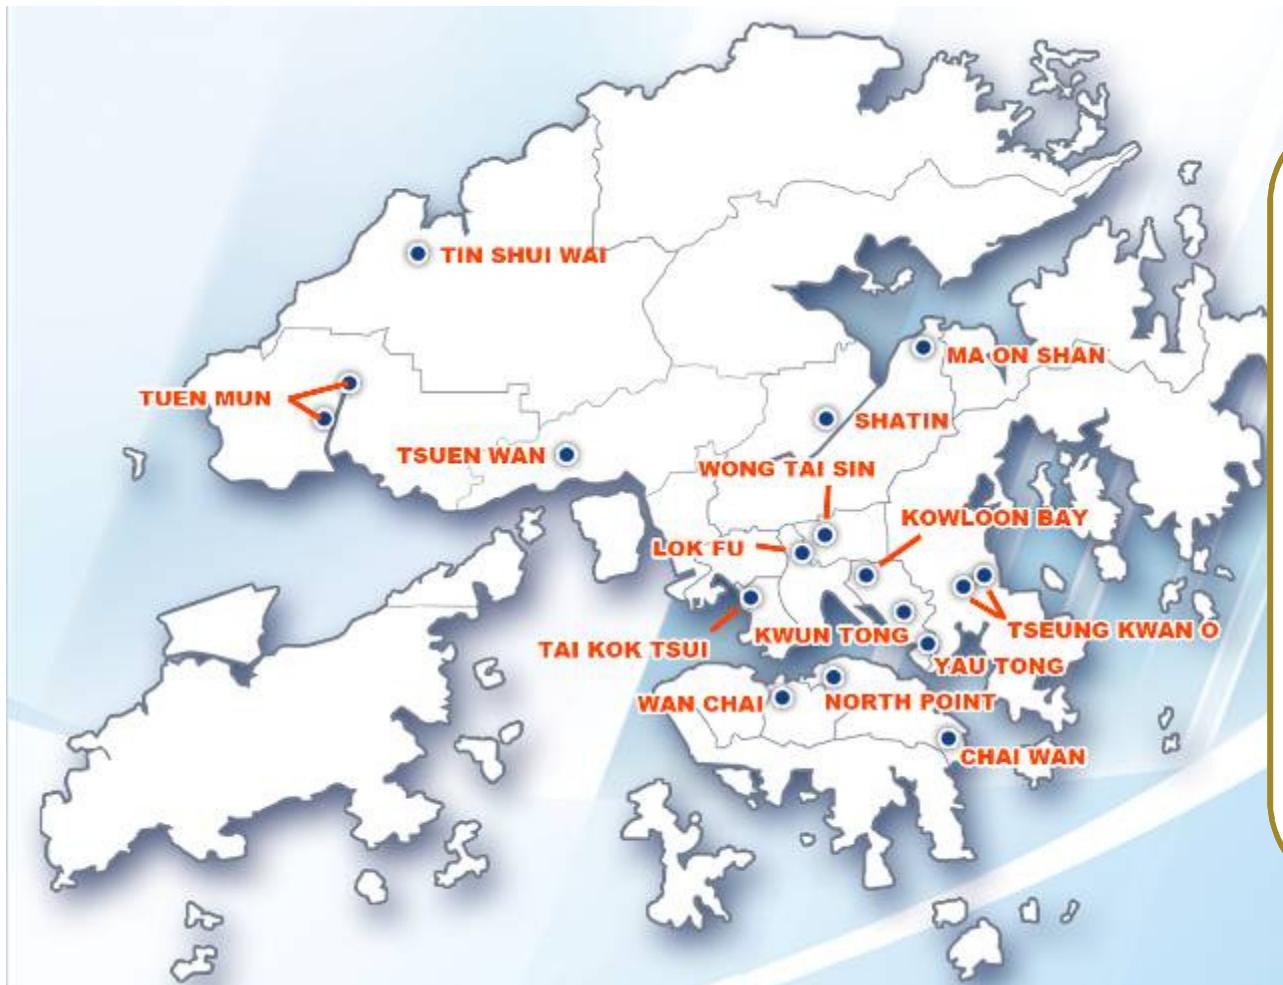 TIN SHUI WAI
MA ON SHAN
TUEN MUN
SHATIN
TSUEN WAN
WONG TAI SIN
KOWLOON BAY
LOK FU
TSEUNG KWAN O
KWUN TONG
TAI KOK TSUI
YAU TONG
WAN CHAI
NORTH POINT
CHAI WAN